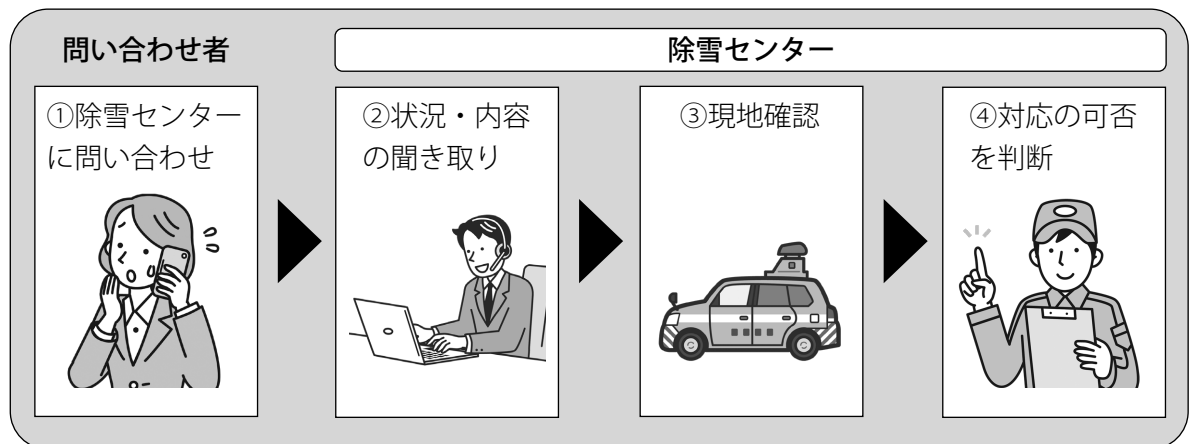 問い合わせ者
除雪センター
①除雪センター
に問い合わせ
②状況・内容
の聞き取り
③現地確認
④対応の可否
を判断